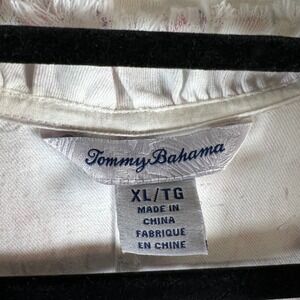 Tommy Bahama
XL/TG
MADE IN
CHINA
FABRIQUE
EN CHINE